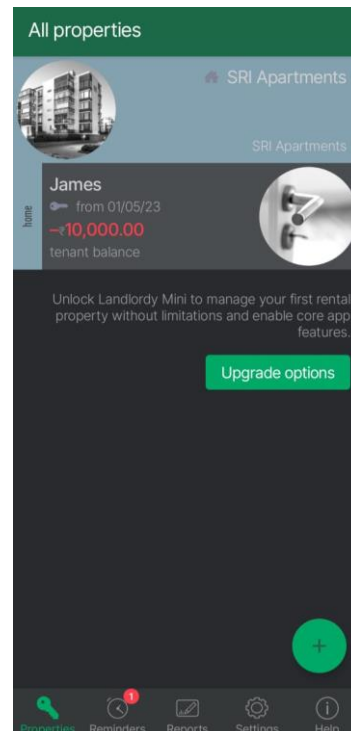 All properties
SRI Apartments
SRI Apartments
home
James
from 01/05/23
–₹10,000.00
tenant balance
Unlock Landlordy Mini to manage your first rental
property without limitations and enable core app
features.
Upgrade options
+
1
Properties Reminders Reports Settings Help